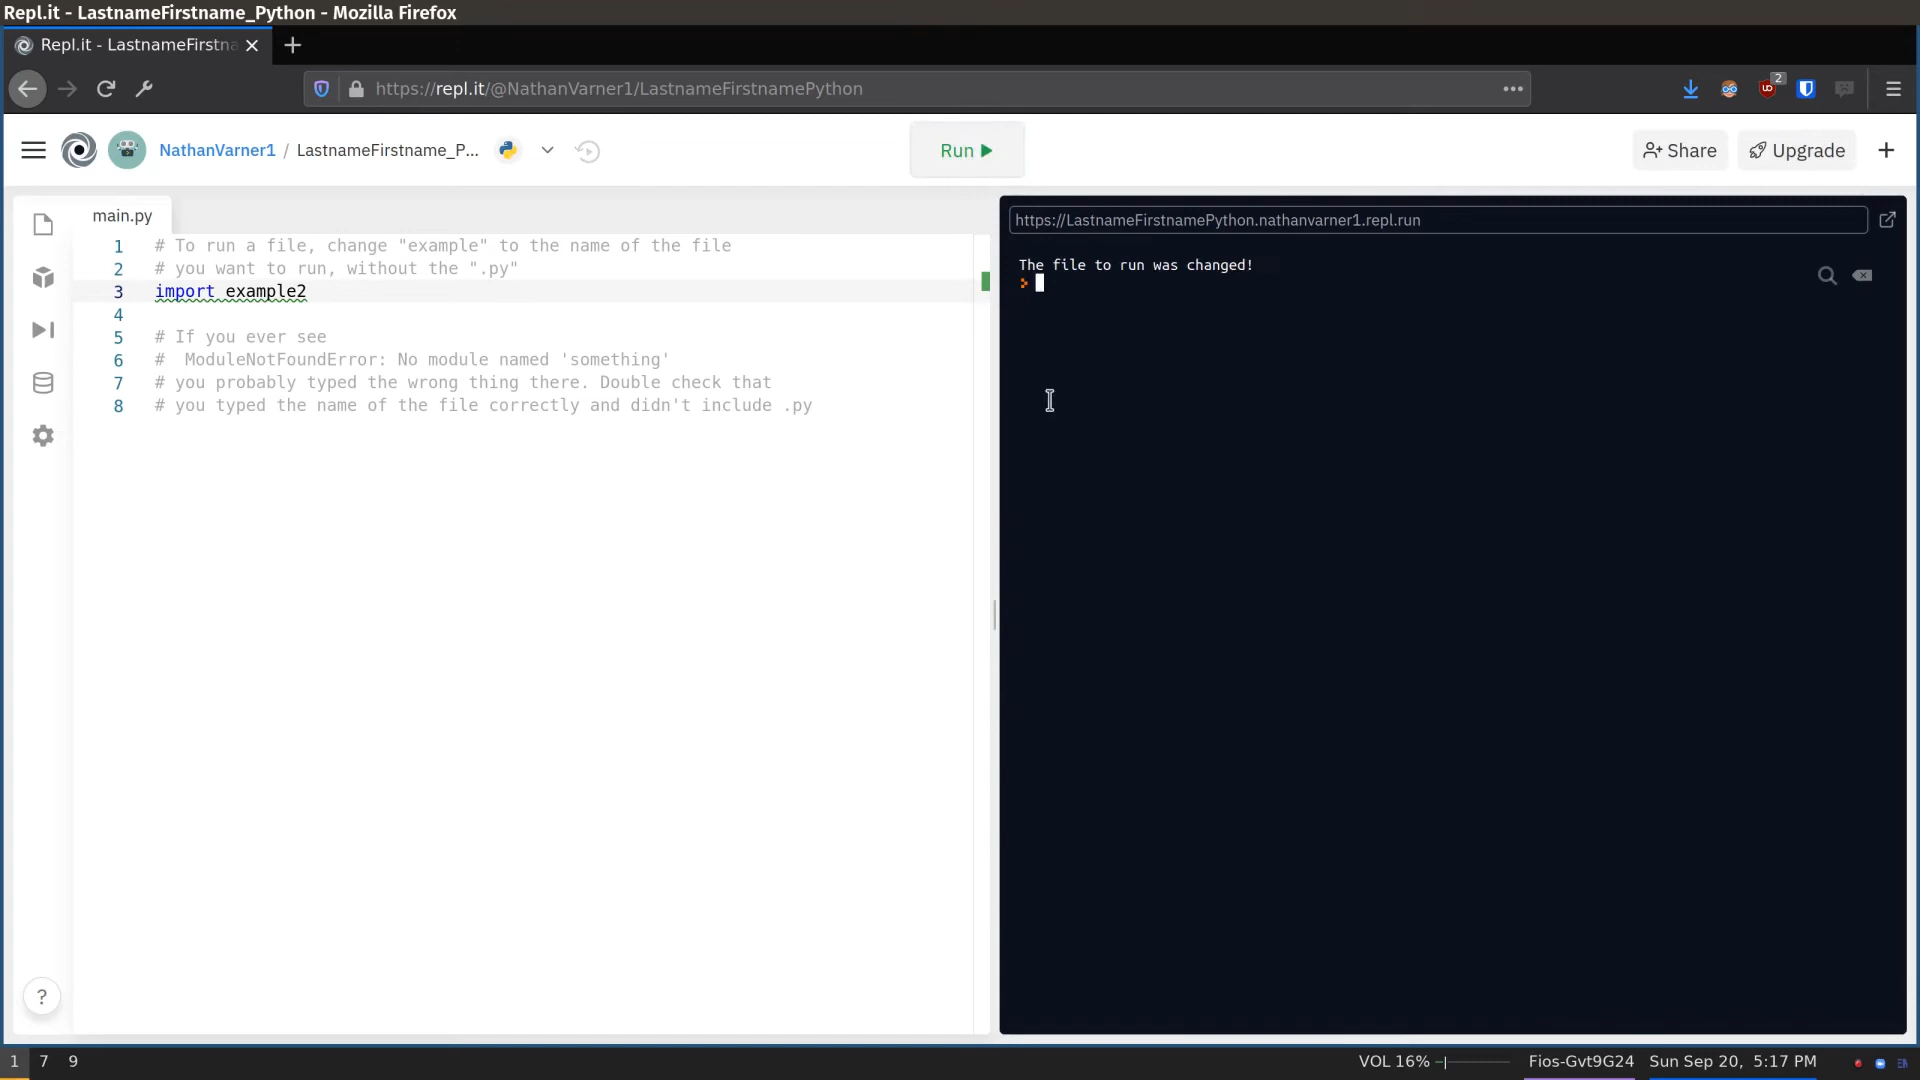 Repl.it - LastnameFirstname_Python - Mozilla Firefox
Repl.it - LastnameFirstna
https://repl.it/@NathanVarner1/LastnameFirstnamePython
2
NathanVarner1 / LastnameFirstname_P...
Run
Share
Upgrade
main.py
1 # To run a file, change "example" to the name of the file
2 # you want to run, without the ".py"
3 import example2
4
5 # If you ever see
6 #  ModuleNotFoundError: No module named 'something'
7 # you probably typed the wrong thing there. Double check that
8 # you typed the name of the file correctly and didn't include .py
https://LastnameFirstnamePython.nathanvarner1.repl.run
The file to run was changed!
>
?
1 7 9
VOL 16%
Fios-Gvt9G24
Sun Sep 20, 5:17 PM